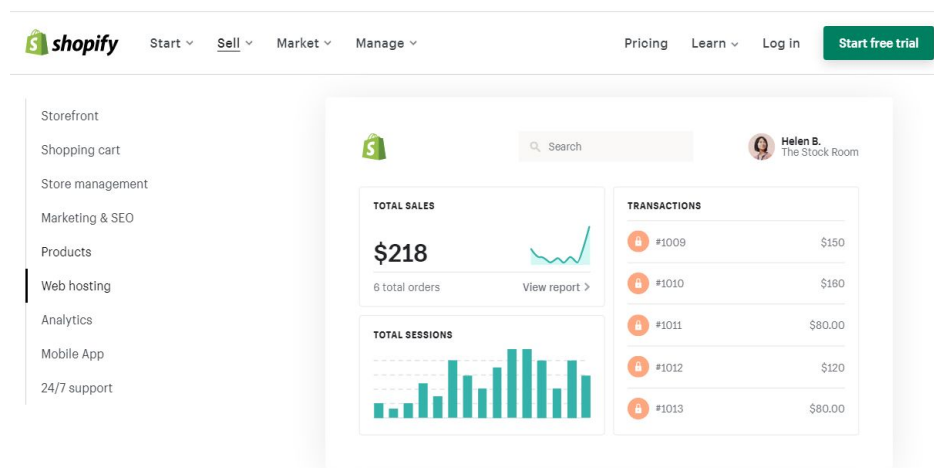 shopify Start Sell Market Manage Pricing Learn Log in Start free trial
Storefront
Shopping cart
Store management
Marketing & SEO
Products
Web hosting
Analytics
Mobile App
24/7 support
Search
Helen B.
The Stock Room
TOTAL SALES
$218
6 total orders View report >
TOTAL SESSIONS
TRANSACTIONS
#1009 $150
#1010 $160
#1011 $80.00
#1012 $120
#1013 $80.00